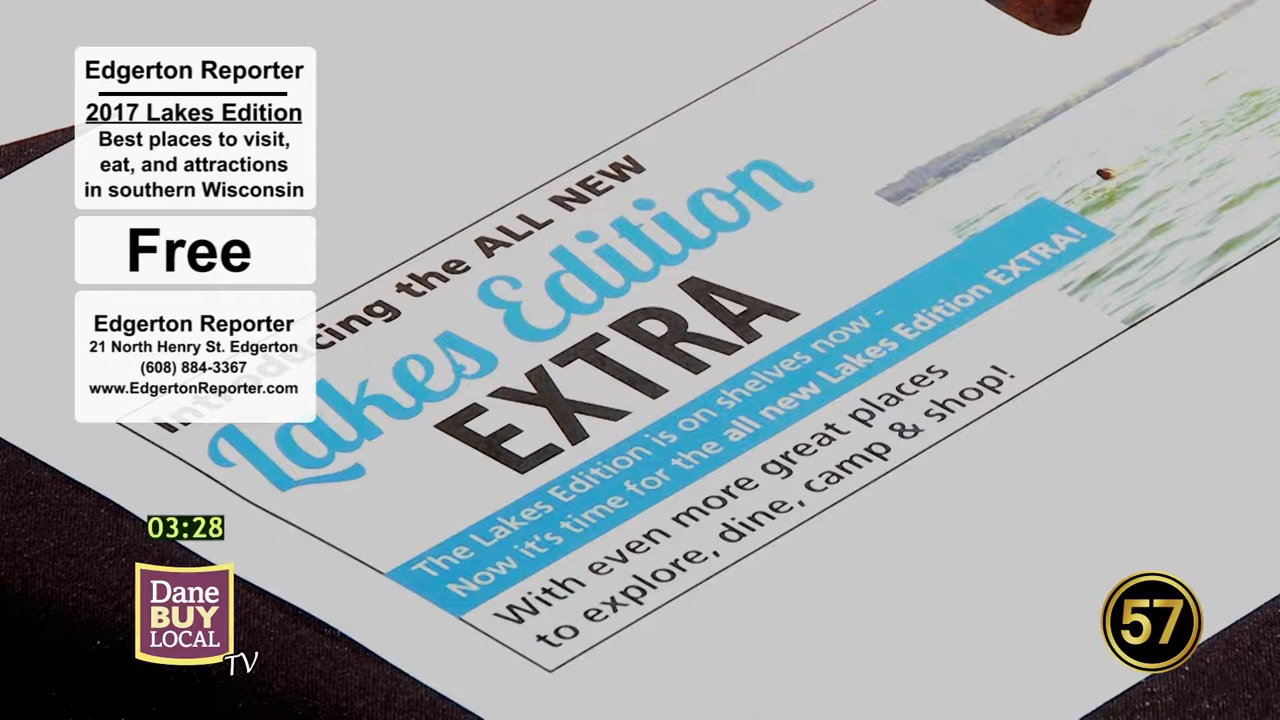 Edgerton Reporter
2017 Lakes Edition
Best places to visit,
eat, and attractions
in southern Wisconsin
Free
Edgerton Reporter
21 North Henry St. Edgerton
(608) 884-3367
www.EdgertonReporter.com
Introducing the ALL NEW
Lakes Edition
EXTRA
The Lakes Edition is on shelves now -
Now it's time for the all new Lakes Edition EXTRA!
With even more great places
to explore, dine, camp & shop!
03:28
Dane
BUY
LOCAL
TV
57